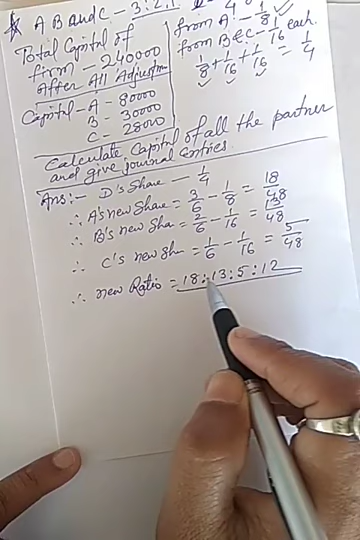 A B and C - 3:2:1
from A :- 1/8
from B & C - 1/16 each.
1/8 + 1/16 + 1/16 = 1/4
Total Capital of
firm - 240000
After All Adjustm
Capital - A - 80000
B - 30000
C - 28000
Calculate Capital of all the partner
and give journal Entries.
Ans:- D's Share - 1/4
∴ A's new Share = 3/6 - 1/8 = 18/48
∴ B's new Sha = 2/6 - 1/16 = 13/48
∴ C's new Sh = 1/6 - 1/16 = 5/48
∴ new Ratio = 18:13:5:12